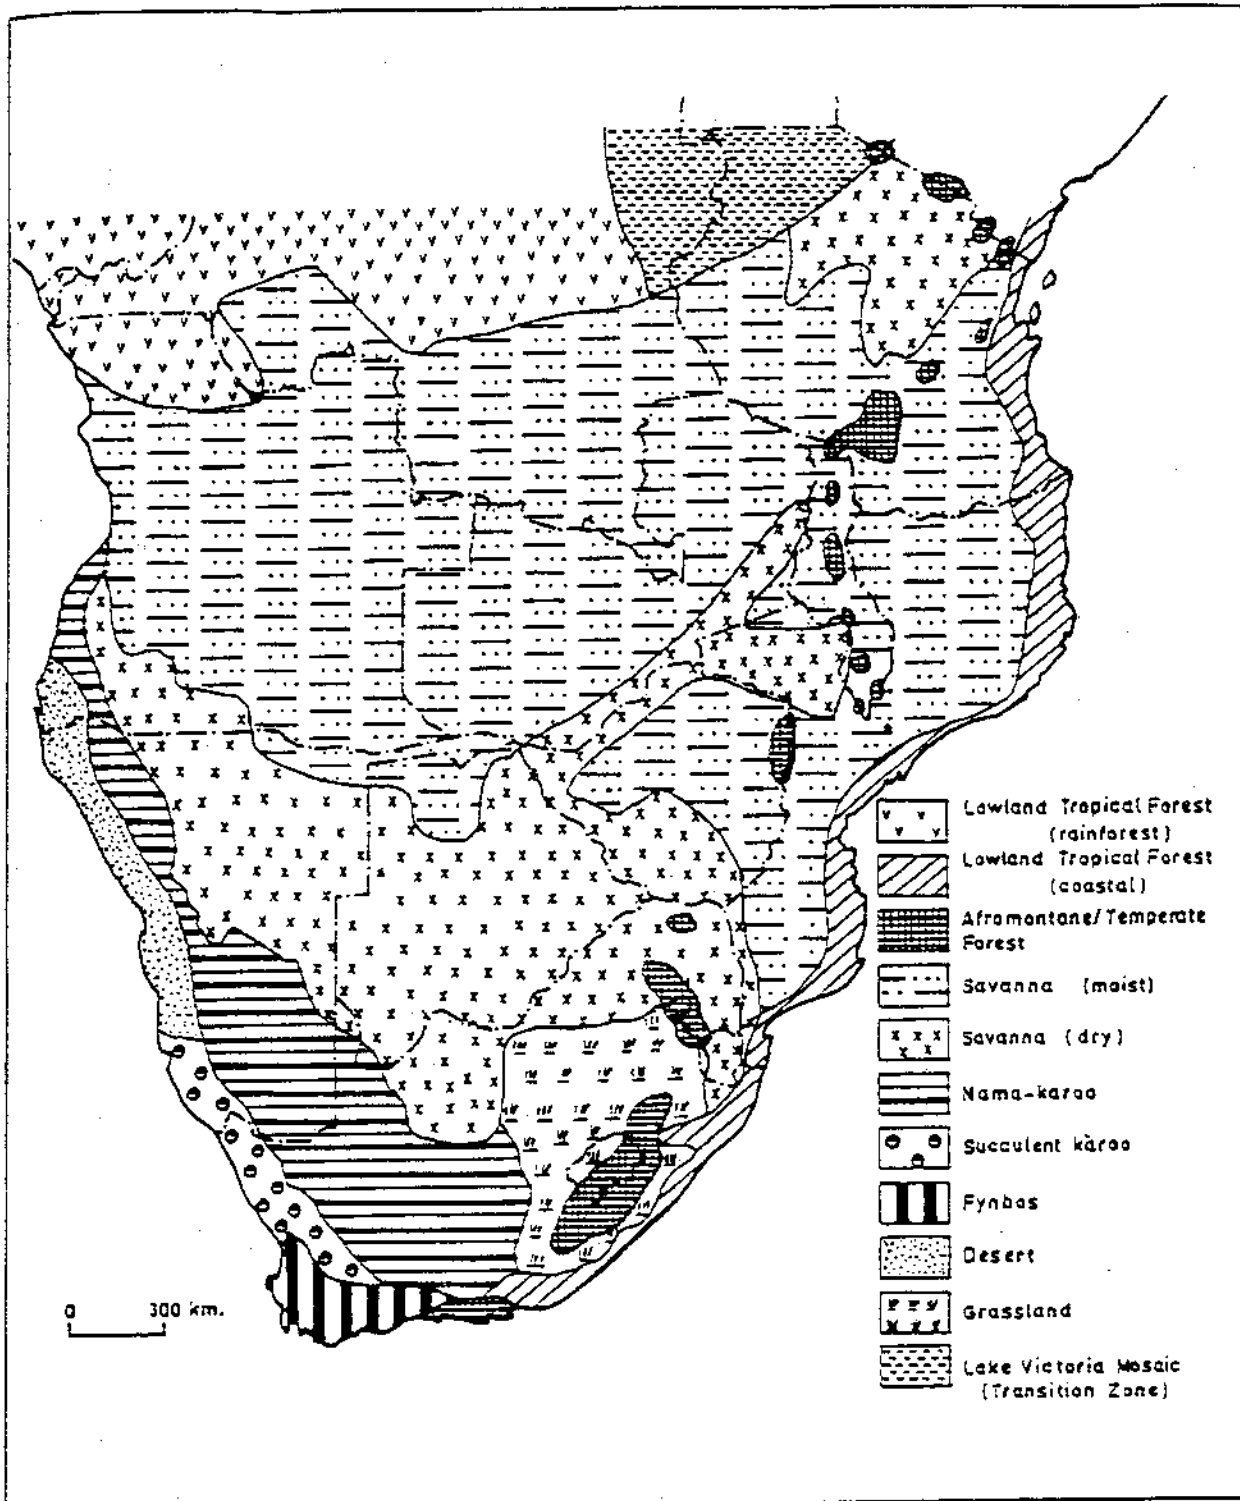 Lowland Tropical Forest
(rainforest)
Lowland Tropical Forest
(coastal)
Afromontane/Temperate
Forest
Savanna (moist)
Savanna (dry)
Nama-karoo
Succulent karoo
Fynbos
Desert
Grassland
Lake Victoria Mosaic
(Transition Zone)
0 300 km.